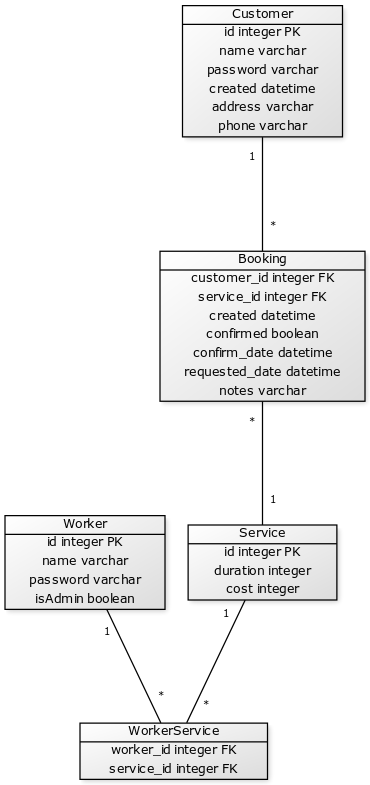 Customer
id integer PK
name varchar
password varchar
created datetime
address varchar
phone varchar
1
*
Booking
customer_id integer FK
service_id integer FK
created datetime
confirmed boolean
confirm_date datetime
requested_date datetime
notes varchar
*
1
Worker
id integer PK
name varchar
password varchar
isAdmin boolean
Service
id integer PK
duration integer
cost integer
1
1
*
*
WorkerService
worker_id integer FK
service_id integer FK